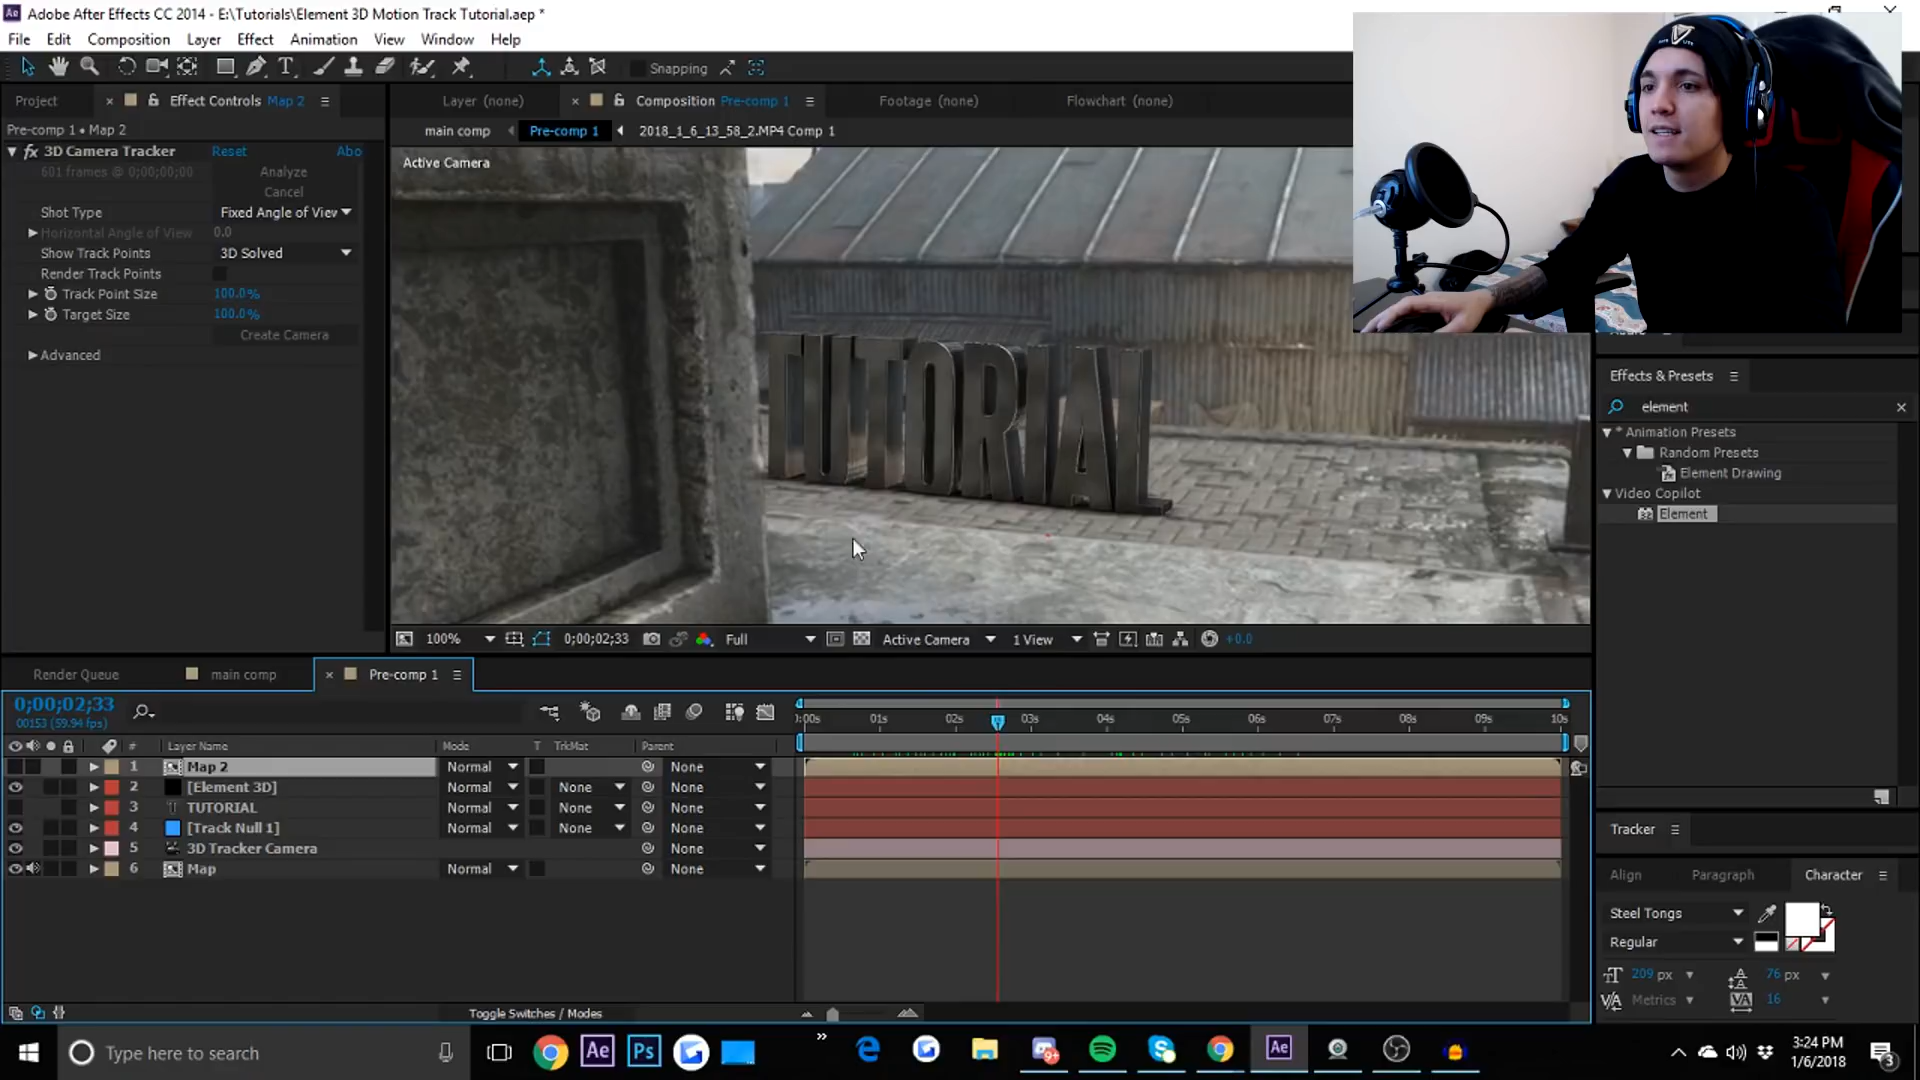 Adobe After Effects CC 2014 - E:\Tutorials\Element 3D Motion Track Tutorial.aep *
File Edit Composition Layer Effect Animation View Window Help
Snapping
Project Effect Controls Map 2
Layer (none) Composition Pre-comp 1 Footage (none) Flowchart (none)
Pre-comp 1 • Map 2
main comp Pre-comp 1 2018_1_6_13_58_2.MP4 Comp 1
3D Camera Tracker Reset Abo
Active Camera
601 frames @ 0;00;00;00 Analyze
Cancel
Shot Type Fixed Angle of View
Horizontal Angle of View 0.0
Show Track Points 3D Solved
Render Track Points
Track Point Size 100.0%
Target Size 100.0%
Create Camera
Advanced
TUTORIAL
Effects & Presets
element
* Animation Presets
Random Presets
Element Drawing
Video Copilot
Element
100% 0;00;02;33 Full Active Camera 1 View +0.0
Render Queue main comp Pre-comp 1
0;00;02;33
00153 (59.94 fps)
):00s 01s 02s 03s 04s 05s 06s 07s 08s 09s 10s
# Layer Name Mode T TrkMat Parent
1 Map 2 Normal None
2 [Element 3D] Normal None None
3 TUTORIAL Normal None None
4 [Track Null 1] Normal None None
5 3D Tracker Camera None
6 Map Normal None
Toggle Switches / Modes
Tracker
Align Paragraph Character
Steel Tongs
Regular
209 px 76 px
Metrics 16
Type here to search
3:24 PM
1/6/2018
3